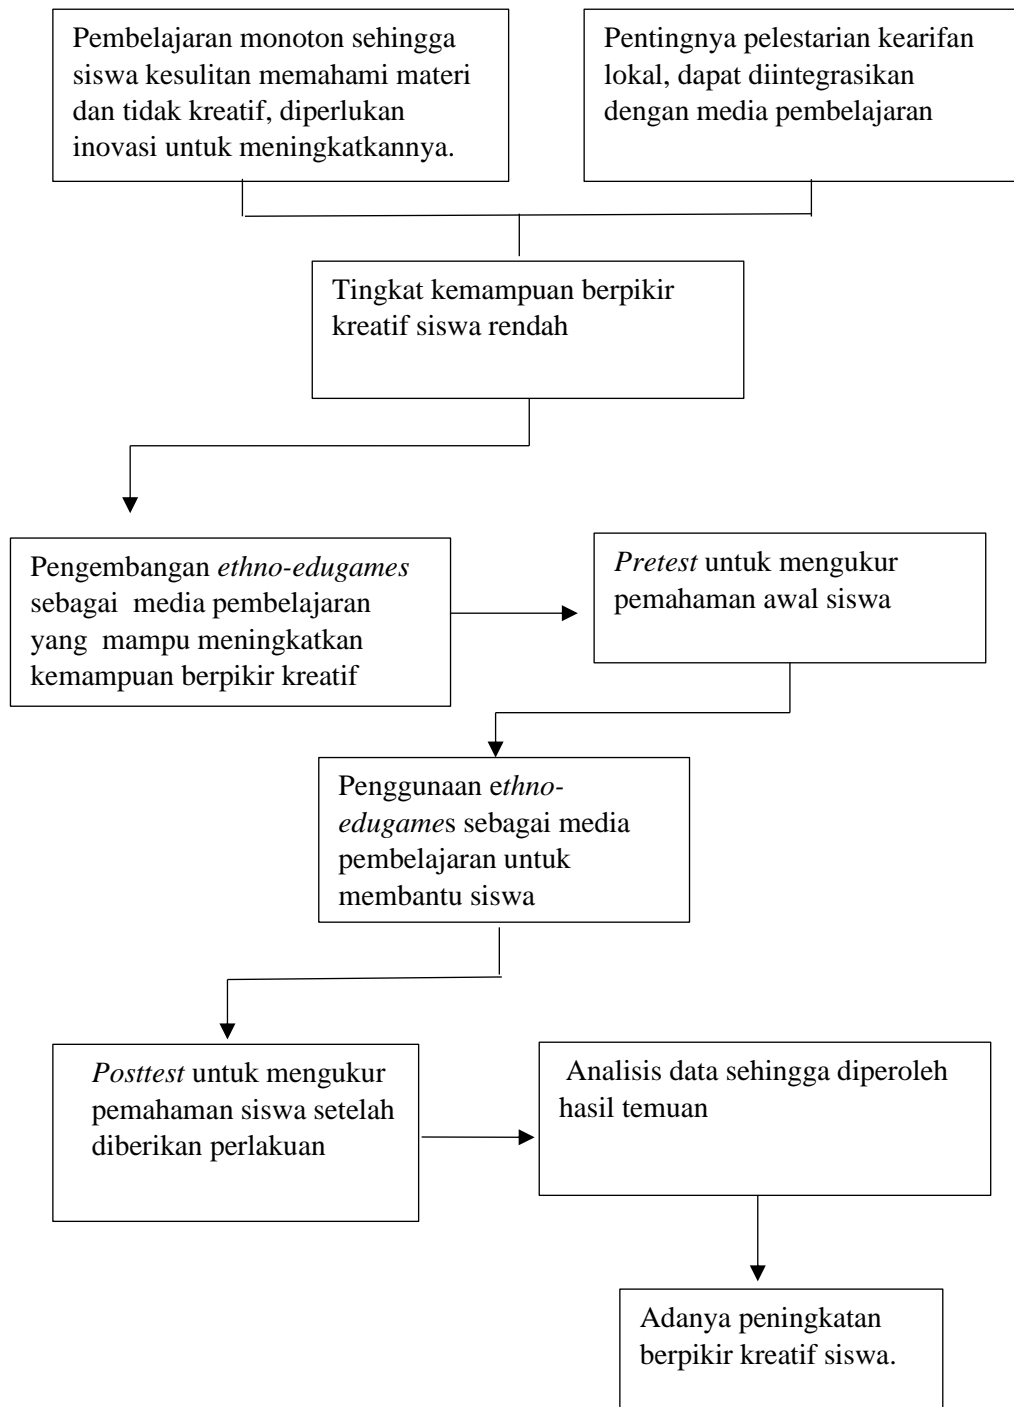 Pembelajaran monoton sehingga
siswa kesulitan memahami materi
dan tidak kreatif, diperlukan
inovasi untuk meningkatkannya.
Pentingnya pelestarian kearifan
lokal, dapat diintegrasikan
dengan media pembelajaran
Tingkat kemampuan berpikir
kreatif siswa rendah
Pengembangan ethno-edugames
sebagai media pembelajaran
yang mampu meningkatkan
kemampuan berpikir kreatif
Pretest untuk mengukur
pemahaman awal siswa
Penggunaan ethno-
edugames sebagai media
pembelajaran untuk
membantu siswa
Posttest untuk mengukur
pemahaman siswa setelah
diberikan perlakuan
Analisis data sehingga diperoleh
hasil temuan
Adanya peningkatan
berpikir kreatif siswa.